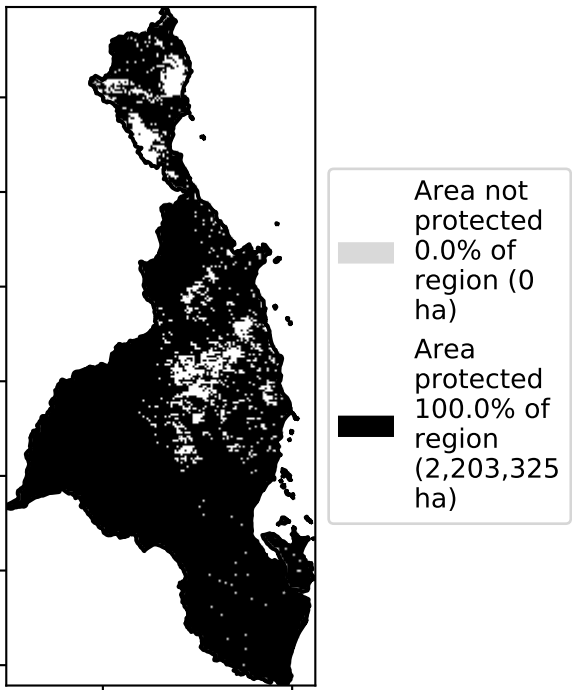 Area not
protected
0.0% of
region (0
ha)
Area
protected
100.0% of
region
(2,203,325
ha)